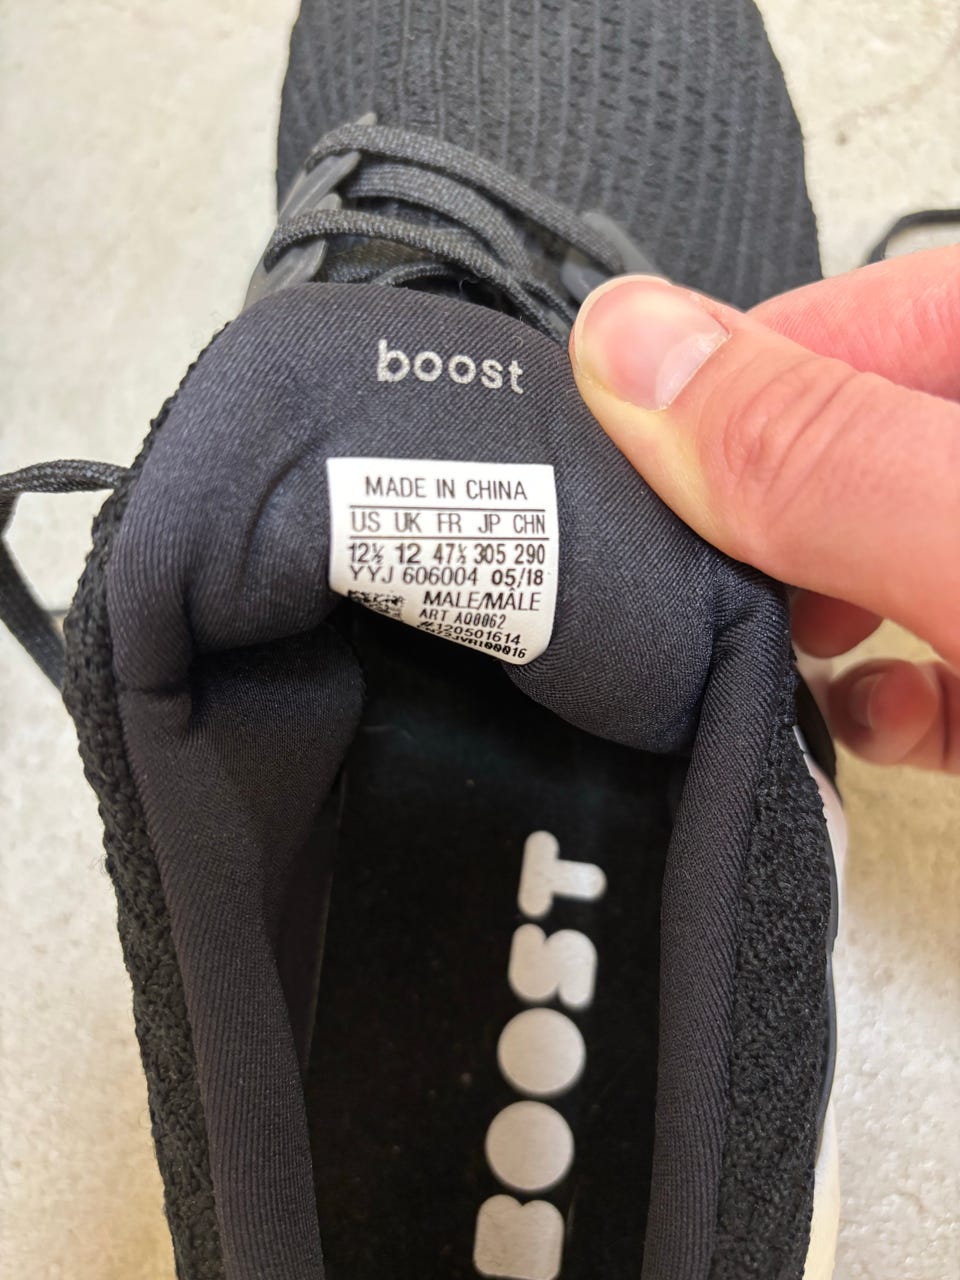 boost
MADE IN CHINA
US UK FR JP CHN
12½ 12 47⅓ 305 290
YYJ 606004 05/18
MALE/MÂLE
ART AQ0062
#120501614
BOOST